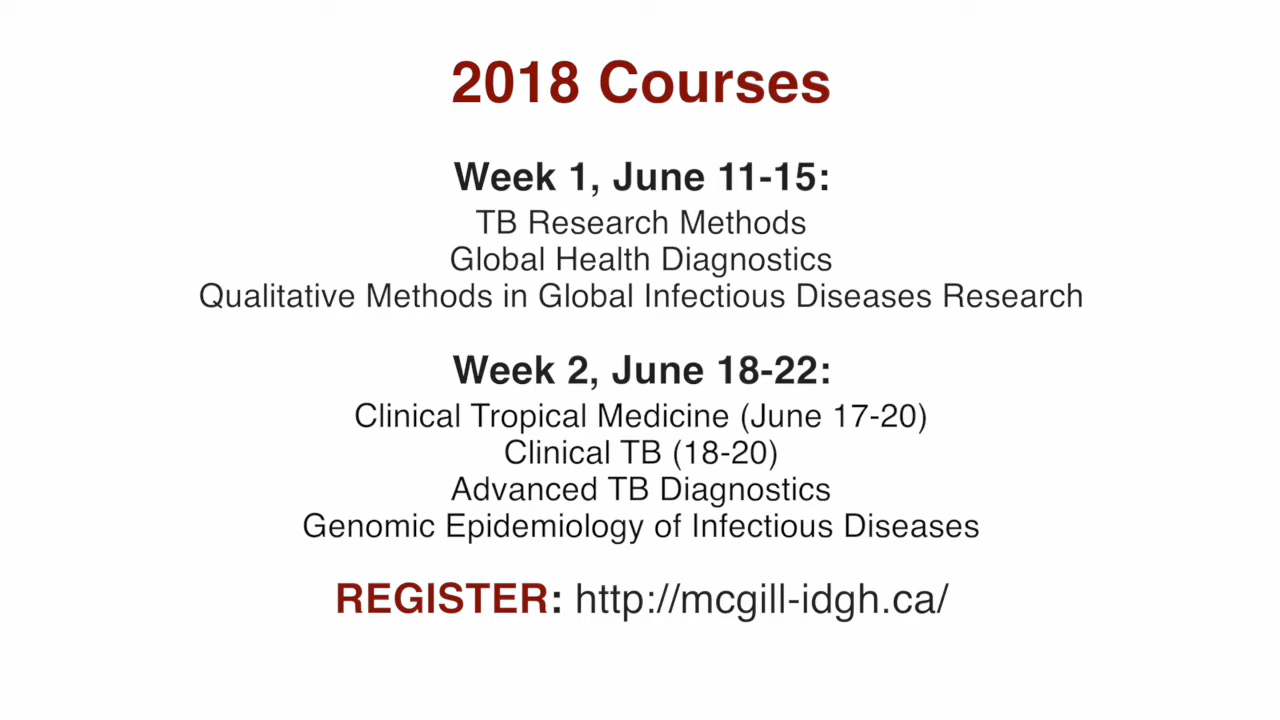 2018 Courses
Week 1, June 11-15:
TB Research Methods
Global Health Diagnostics
Qualitative Methods in Global Infectious Diseases Research
Week 2, June 18-22:
Clinical Tropical Medicine (June 17-20)
Clinical TB (18-20)
Advanced TB Diagnostics
Genomic Epidemiology of Infectious Diseases
REGISTER: http://mcgill-idgh.ca/